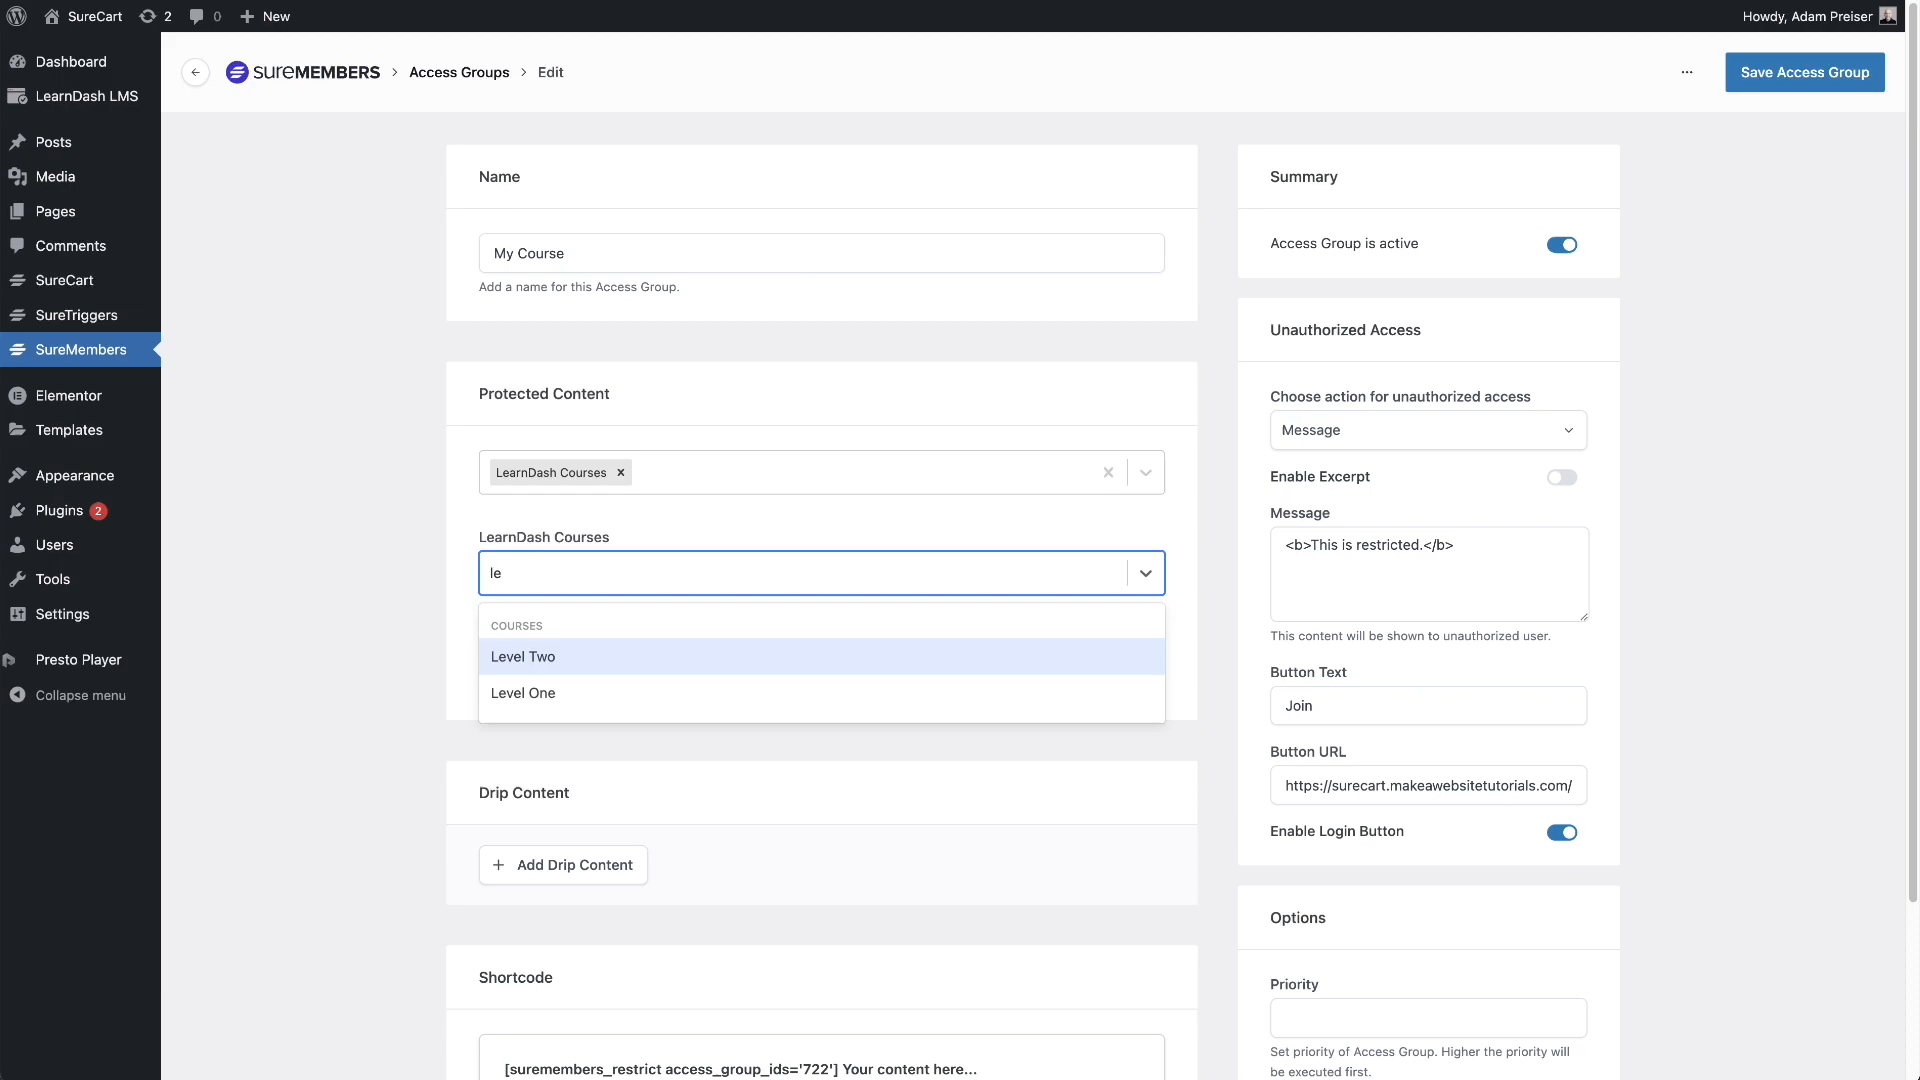 SureCart
2
0
New
Howdy, Adam Preiser
Dashboard
LearnDash LMS
Posts
Media
Pages
Comments
SureCart
SureTriggers
SureMembers
Elementor
Templates
Appearance
Plugins 2
Users
Tools
Settings
Presto Player
Collapse menu
SUREMEMBERS > Access Groups > Edit
...
Save Access Group
Name
My Course
Add a name for this Access Group.
Protected Content
LearnDash Courses
LearnDash Courses
le
COURSES
Level Two
Level One
Drip Content
+ Add Drip Content
Shortcode
[suremembers_restrict access_group_ids='722'] Your content here...
Summary
Access Group is active
Unauthorized Access
Choose action for unauthorized access
Message
Enable Excerpt
Message
<b>This is restricted.</b>
This content will be shown to unauthorized user.
Button Text
Join
Button URL
https://surecart.makeawebsitetutorials.com/
Enable Login Button
Options
Priority
Set priority of Access Group. Higher the priority will
be executed first.